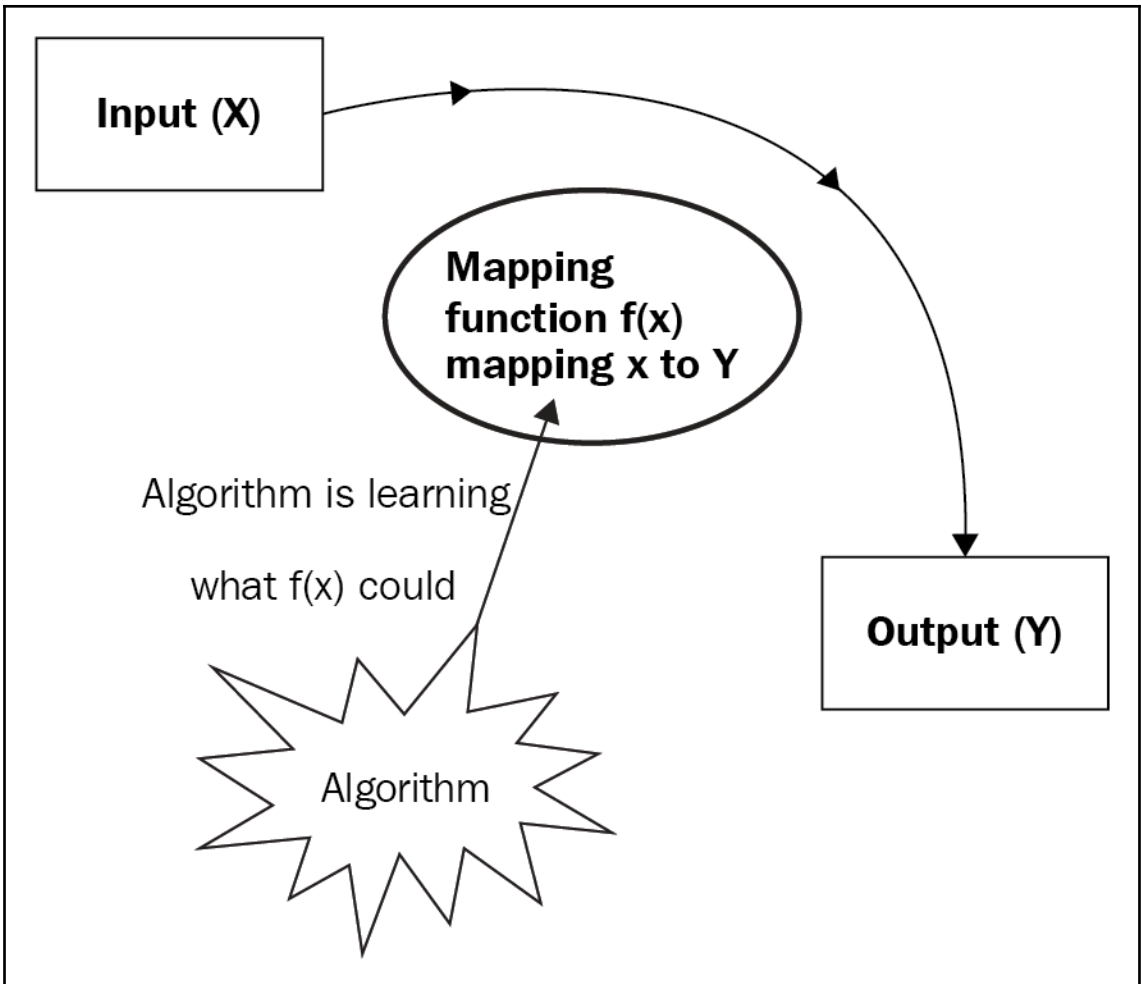 Input (X)
Mapping
function f(x)
mapping x to Y
Algorithm is learning
what f(x) could
Algorithm
Output (Y)